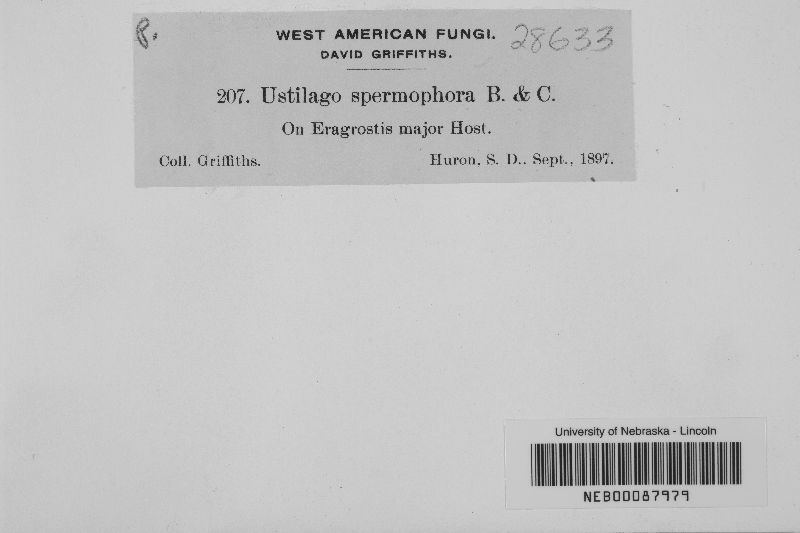 P.
WEST AMERICAN FUNGI. 28633
DAVID GRIFFITHS.
207. Ustilago spermophora B. & C.
On Eragrostis major Host.
Coll. Griffiths. Huron, S. D., Sept., 1897.
University of Nebraska - Lincoln
NEB00087979